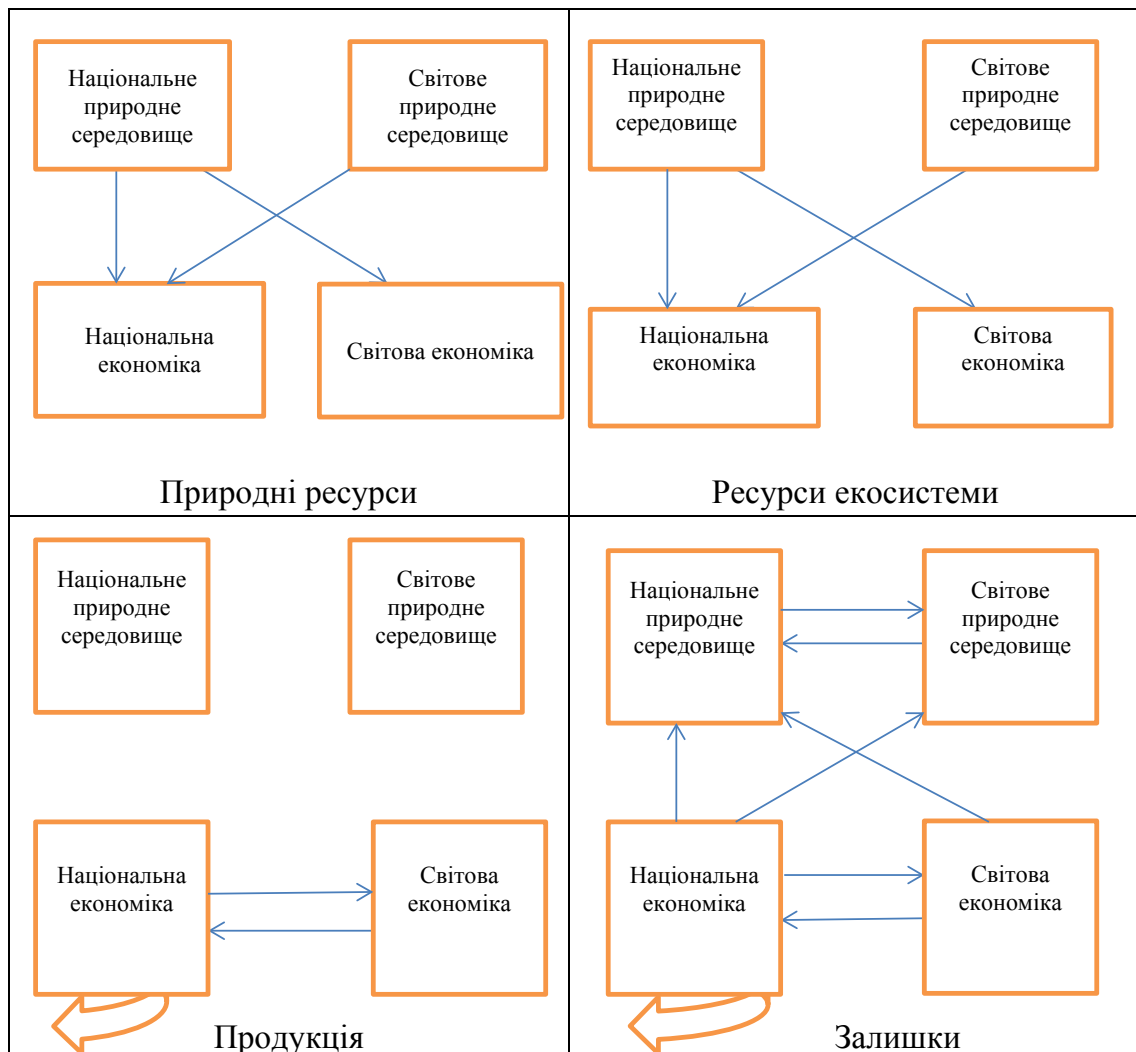 Національне
природне
середовище
Світове
природне
середовище
Національна
економіка
Світова економіка
Природні ресурси
Національне
природне
середовище
Світове
природне
середовище
Національна
економіка
Світова
економіка
Ресурси екосистеми
Національне
природне
середовище
Світове
природне
середовище
Національна
економіка
Світова
економіка
Продукція
Національне
природне
середовище
Світове
природне
середовище
Національна
економіка
Світова
економіка
Залишки